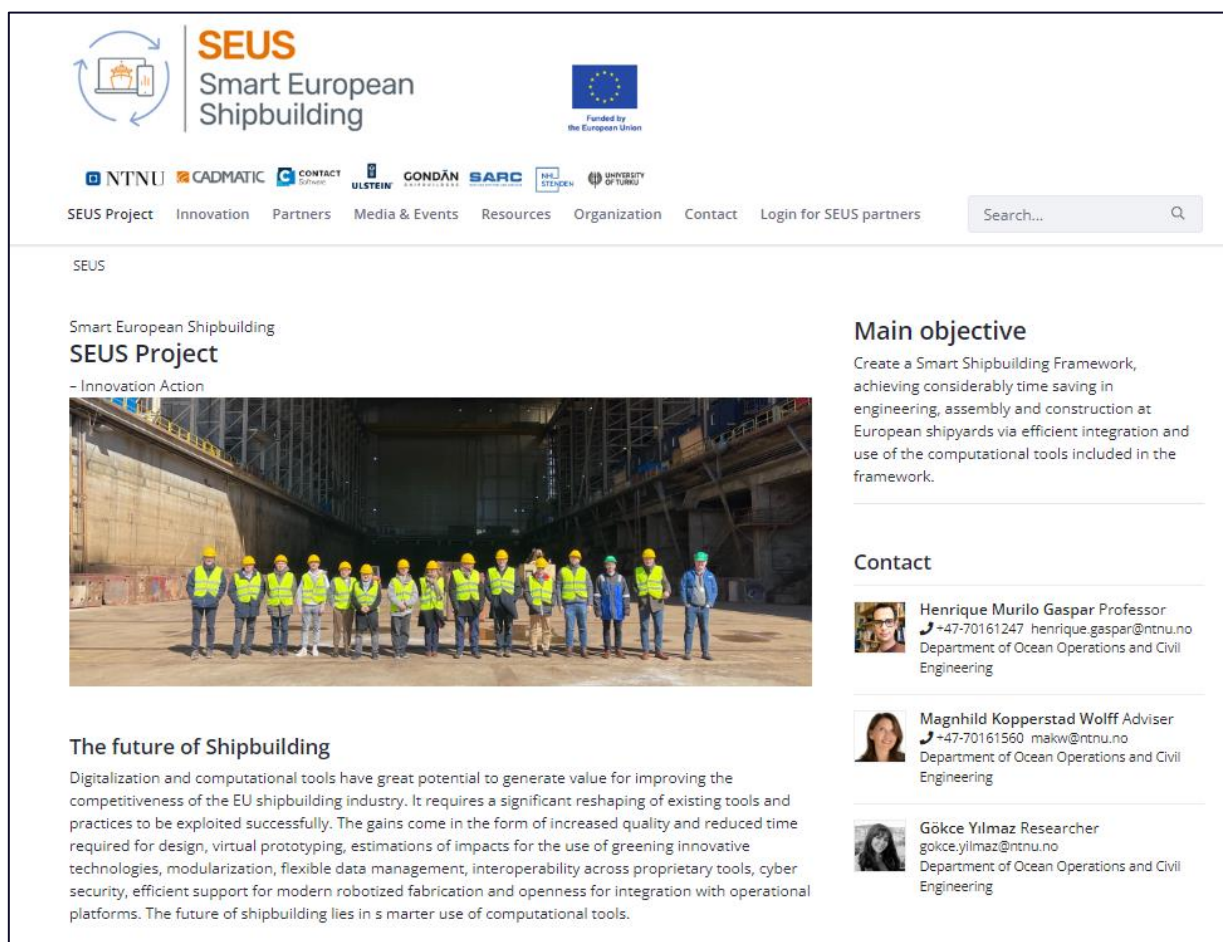 SEUS
Smart European
Shipbuilding
Funded by
the European Union
NTNU CADMATIC CONTACT Software ULSTEIN GONDÁN SHIPBUILDERS SARC NHL STENDEN UNIVERSITY OF TURKU
SEUS Project Innovation Partners Media & Events Resources Organization Contact Login for SEUS partners Search...
SEUS
Smart European Shipbuilding
SEUS Project
– Innovation Action
The future of Shipbuilding
Digitalization and computational tools have great potential to generate value for improving the
competitiveness of the EU shipbuilding industry. It requires a significant reshaping of existing tools and
practices to be exploited successfully. The gains come in the form of increased quality and reduced time
required for design, virtual prototyping, estimations of impacts for the use of greening innovative
technologies, modularization, flexible data management, interoperability across proprietary tools, cyber
security, efficient support for modern robotized fabrication and openness for integration with operational
platforms. The future of shipbuilding lies in s marter use of computational tools.
Main objective
Create a Smart Shipbuilding Framework,
achieving considerably time saving in
engineering, assembly and construction at
European shipyards via efficient integration and
use of the computational tools included in the
framework.
Contact
Henrique Murilo Gaspar Professor
+47-70161247 henrique.gaspar@ntnu.no
Department of Ocean Operations and Civil
Engineering
Magnhild Kopperstad Wolff Adviser
+47-70161560 makw@ntnu.no
Department of Ocean Operations and Civil
Engineering
Gökce Yılmaz Researcher
gokce.yilmaz@ntnu.no
Department of Ocean Operations and Civil
Engineering